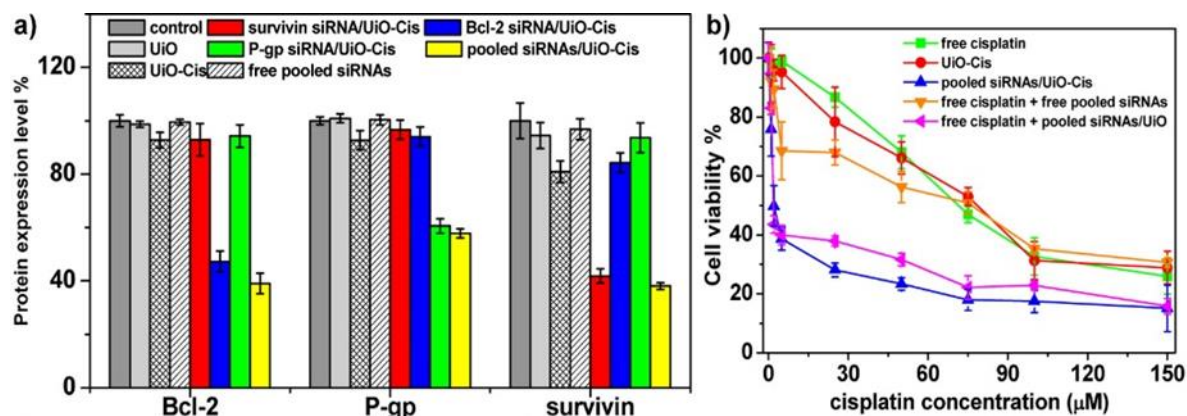 a)
control
survivin siRNA/UiO-Cis
Bcl-2 siRNA/UiO-Cis
UiO
P-gp siRNA/UiO-Cis
pooled siRNAs/UiO-Cis
UiO-Cis
free pooled siRNAs
Protein expression level %
120
80
40
0
Bcl-2
P-gp
survivin
b)
free cisplatin
UiO-Cis
pooled siRNAs/UiO-Cis
free cisplatin + free pooled siRNAs
free cisplatin + pooled siRNAs/UiO
Cell viability %
100
80
60
40
20
0
0 30 60 90 120 150
cisplatin concentration (μM)